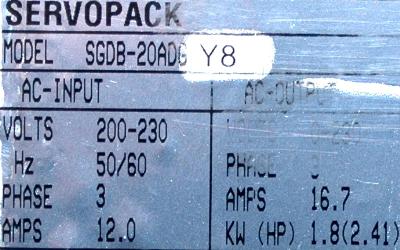 SERVOPACK
MODEL SGDB-20ADG Y8
AC-INPUT AC-OUTPUT
VOLTS 200-230
Hz 50/60 PHASE 3
PHASE 3 AMPS 16.7
AMPS 12.0 KW (HP) 1.8(2.41)